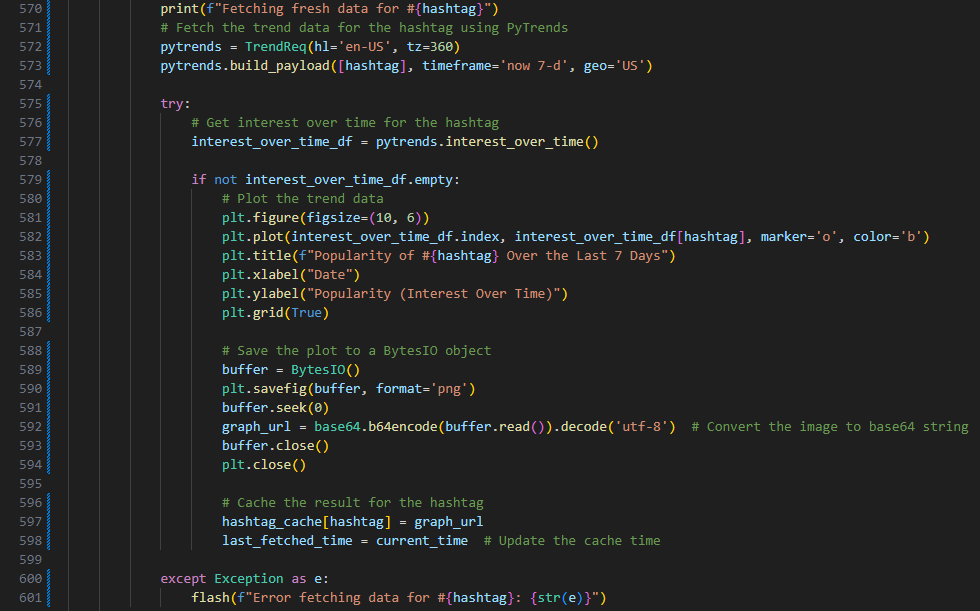 570 print(f"Fetching fresh data for #{hashtag}")
571 # Fetch the trend data for the hashtag using PyTrends
572 pytrends = TrendReq(hl='en-US', tz=360)
573 pytrends.build_payload([hashtag], timeframe='now 7-d', geo='US')
574
575 try:
576 # Get interest over time for the hashtag
577 interest_over_time_df = pytrends.interest_over_time()
578
579 if not interest_over_time_df.empty:
580 # Plot the trend data
581 plt.figure(figsize=(10, 6))
582 plt.plot(interest_over_time_df.index, interest_over_time_df[hashtag], marker='o', color='b')
583 plt.title(f"Popularity of #{hashtag} Over the Last 7 Days")
584 plt.xlabel("Date")
585 plt.ylabel("Popularity (Interest Over Time)")
586 plt.grid(True)
587
588 # Save the plot to a BytesIO object
589 buffer = BytesIO()
590 plt.savefig(buffer, format='png')
591 buffer.seek(0)
592 graph_url = base64.b64encode(buffer.read()).decode('utf-8')  # Convert the image to base64 string
593 buffer.close()
594 plt.close()
595
596 # Cache the result for the hashtag
597 hashtag_cache[hashtag] = graph_url
598 last_fetched_time = current_time  # Update the cache time
599
600 except Exception as e:
601 flash(f"Error fetching data for #{hashtag}: {str(e)}")